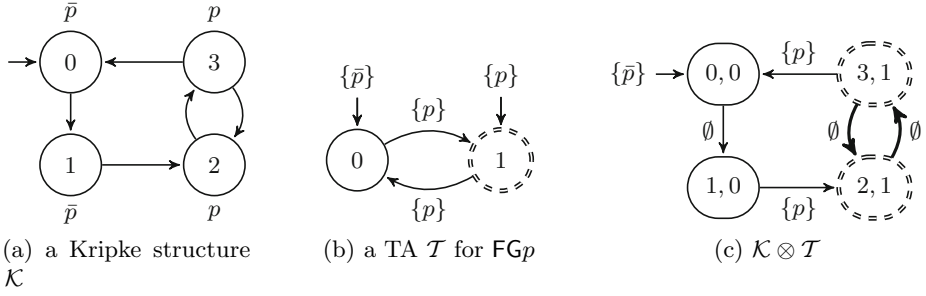 p̄
p
0
3
1
2
p̄
p
(a) a Kripke structure
𝒦
{p̄}
{p}
{p}
0
1
{p}
(b) a TA 𝒯 for FGp
{p̄}
0, 0
{p}
3, 1
∅
∅
∅
1, 0
{p}
2, 1
(c) 𝒦 ⊗ 𝒯